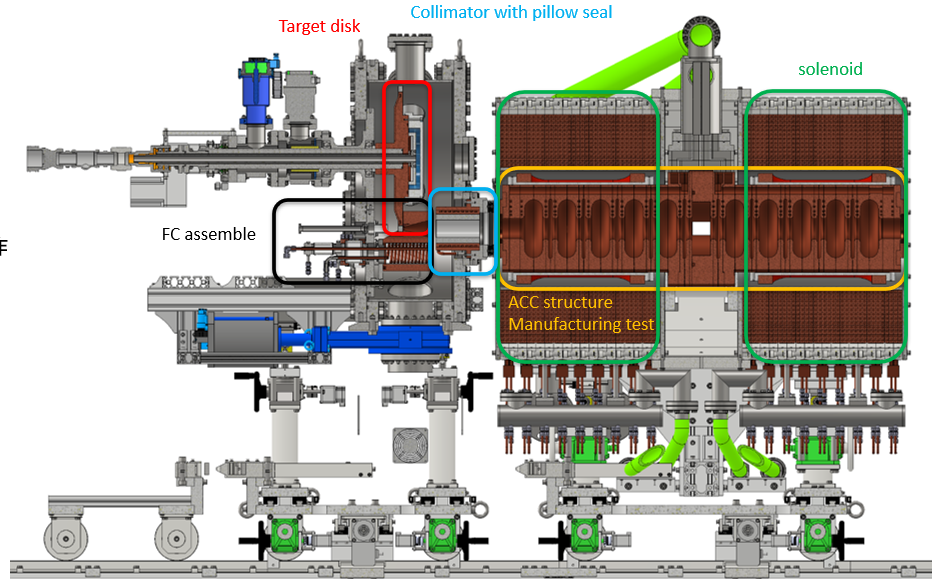 Target disk
Collimator with pillow seal
solenoid
FC assemble
ACC structure
Manufacturing test